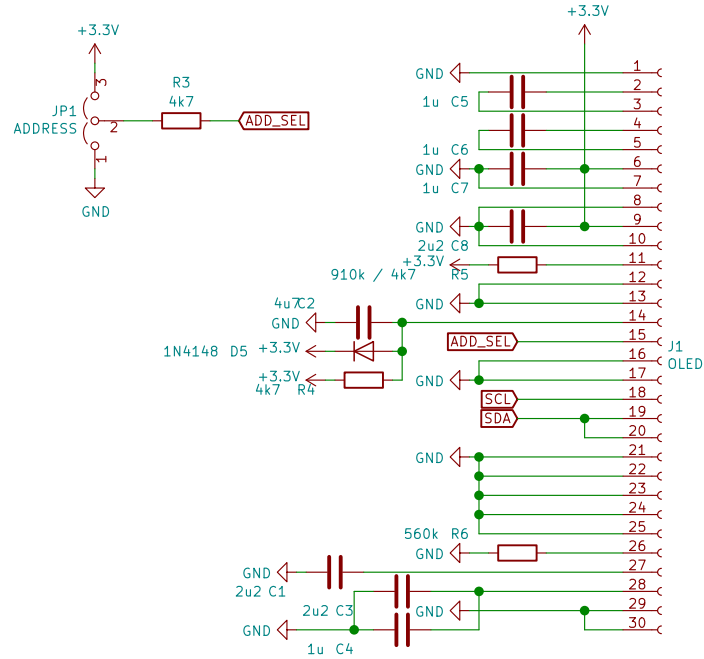 +3.3V
+3.3V
3
R3
JP1
4k7
ADDRESS
2
ADD_SEL
1
GND
GND
1
2
1u C5
3
4
1u C6
5
GND
6
1u C7
7
8
GND
9
2u2 C8
10
+3.3V
11
910k / 4k7 R5
12
GND
13
4u7 C2
GND
14
ADD_SEL
15
J1
1N4148 D5 +3.3V
16
OLED
+3.3V
GND
17
4k7 R4
SCL
18
SDA
19
20
GND
21
22
23
24
25
560k R6
GND
26
GND
27
2u2 C1
28
2u2 C3
GND
29
GND
30
1u C4